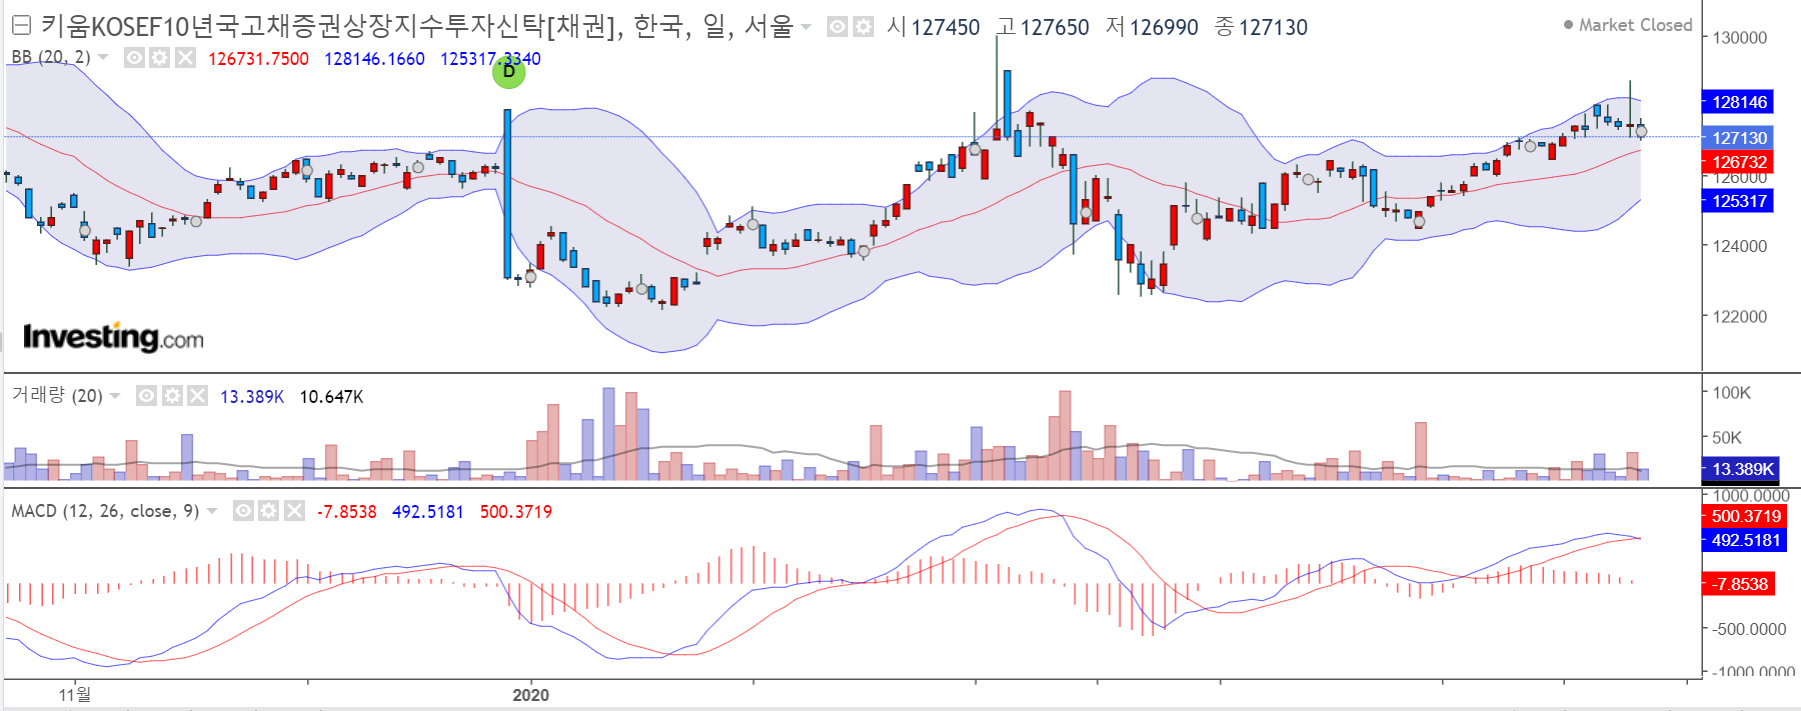 키움KOSEF10년국고채증권상장지수투자신탁[채권], 한국, 일, 서울 시 127450 고 127650 저 126990 종 127130
Market Closed
BB (20, 2) 126731.7500 128146.1660 125317.3340
D
130000
128146
127130
126732
126000
125317
124000
122000
Investing.com
거래량 (20) 13.389K 10.647K
100K
50K
13.389K
MACD (12, 26, close, 9) -7.8538 492.5181 500.3719
1000.0000
500.3719
492.5181
-7.8538
-500.0000
-1000.0000
11월 2020